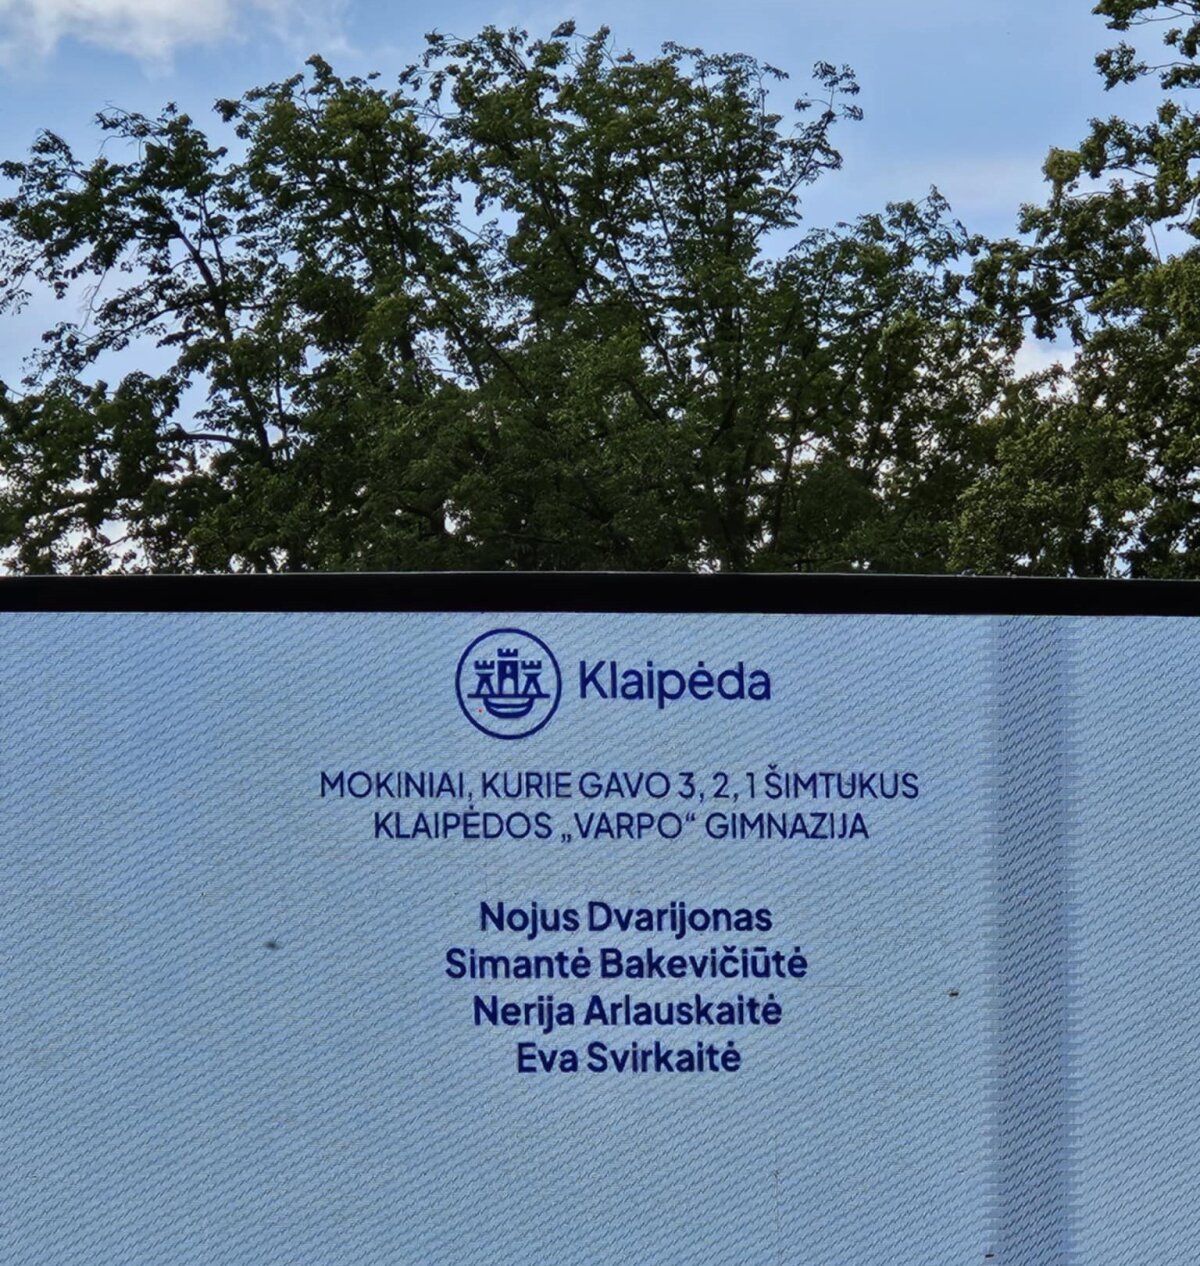 Klaipėda
MOKINIAI, KURIE GAVO 3, 2, 1 ŠIMTUKUS
KLAIPĖDOS „VARPO“ GIMNAZIJA
Nojus Dvarijonas
Simantė Bakevičiūtė
Nerija Arlauskaitė
Eva Svirkaitė